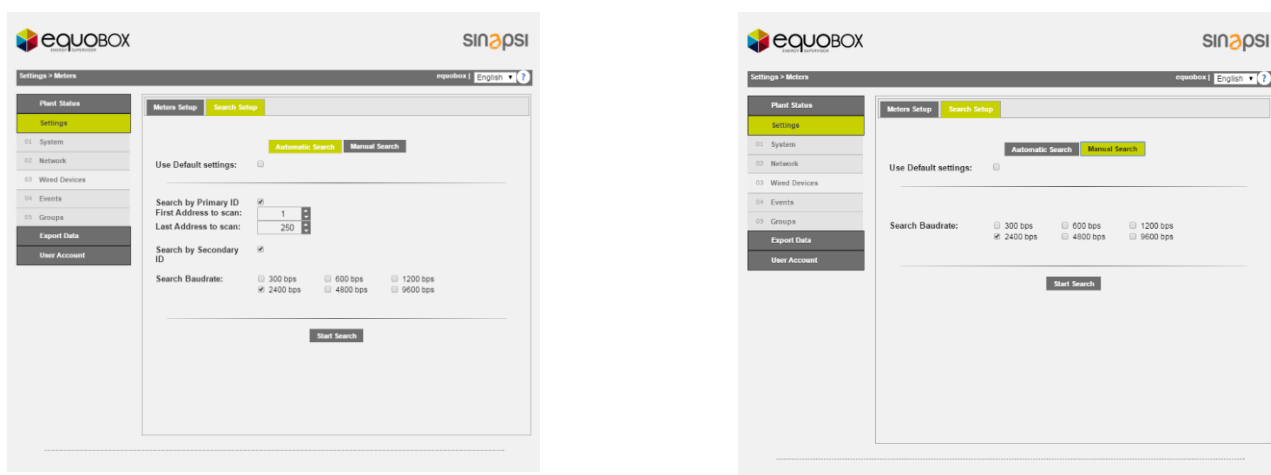 equoBOX
ENERGY SUPERVISOR
sinapsi
Settings > Meters
equobox | English ?
Plant Status
Settings
01 System
02 Network
03 Wired Devices
04 Events
05 Groups
Export Data
User Account
Meters Setup Search Setup
Automatic Search Manual Search
Use Default settings:
Search by Primary ID
First Address to scan: 1
Last Address to scan: 250
Search by Secondary
ID
Search Baudrate: 300 bps 600 bps 1200 bps
2400 bps 4800 bps 9600 bps
Start Search
equoBOX
ENERGY SUPERVISOR
sinapsi
Settings > Meters
equobox | English ?
Plant Status
Settings
01 System
02 Network
03 Wired Devices
04 Events
05 Groups
Export Data
User Account
Meters Setup Search Setup
Automatic Search Manual Search
Use Default settings:
Search Baudrate: 300 bps 600 bps 1200 bps
2400 bps 4800 bps 9600 bps
Start Search